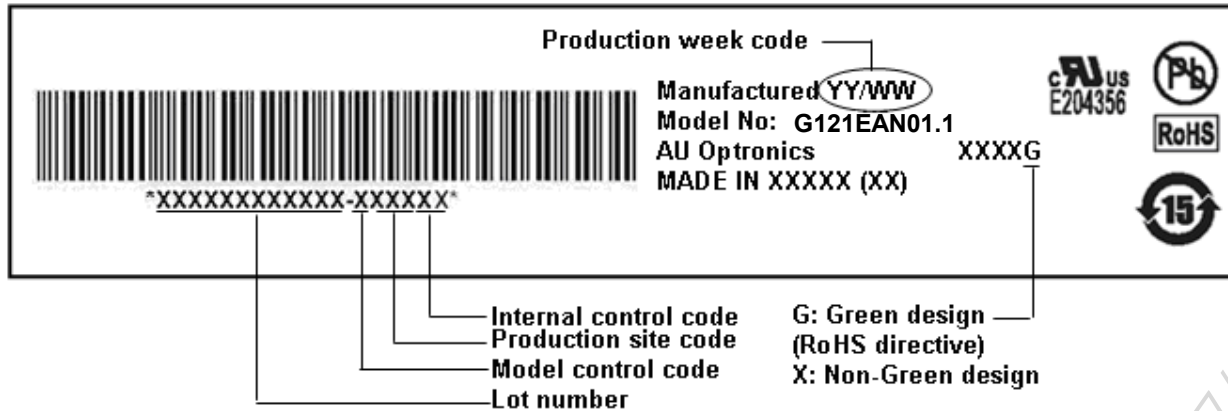 Production week code
Manufactured YY/WW
Model No: G121EAN01.1
AU Optronics XXXXG
MADE IN XXXXX (XX)
*XXXXXXXXXXXX-XXXXXX*
c RU US
E204356
Pb
RoHS
15
Internal control code
Production site code
Model control code
Lot number
G: Green design
(RoHS directive)
X: Non-Green design